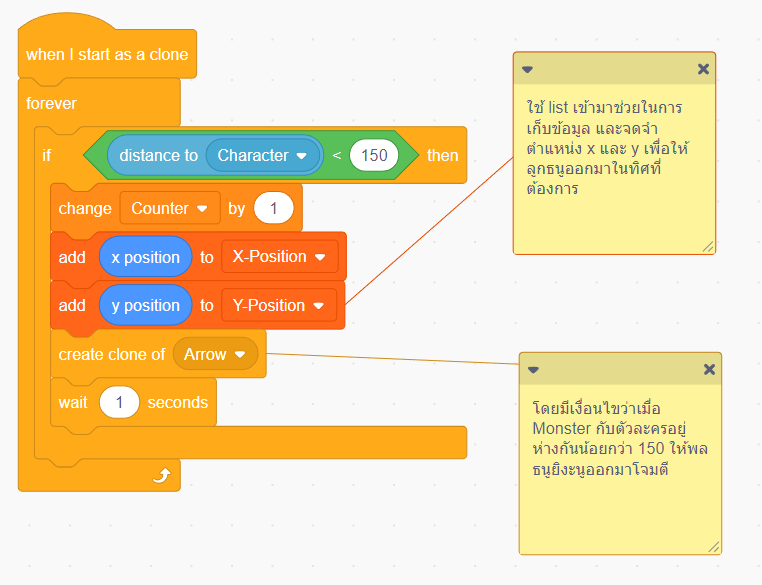 when I start as a clone
forever
if distance to Character < 150 then
change Counter by 1
add x position to X-Position
add y position to Y-Position
create clone of Arrow
wait 1 seconds
ใช้ list เข้ามาช่วยในการ
เก็บข้อมูล และจดจำ
ตำแหน่ง x และ y เพื่อให้
ลูกธนูออกมาในทิศที่
ต้องการ
โดยมีเงื่อนไขว่าเมื่อ
Monster กับตัวละครอยู่
ห่างกันน้อยกว่า 150 ให้พล
ธนูยิงะนูออกมาโจมตี